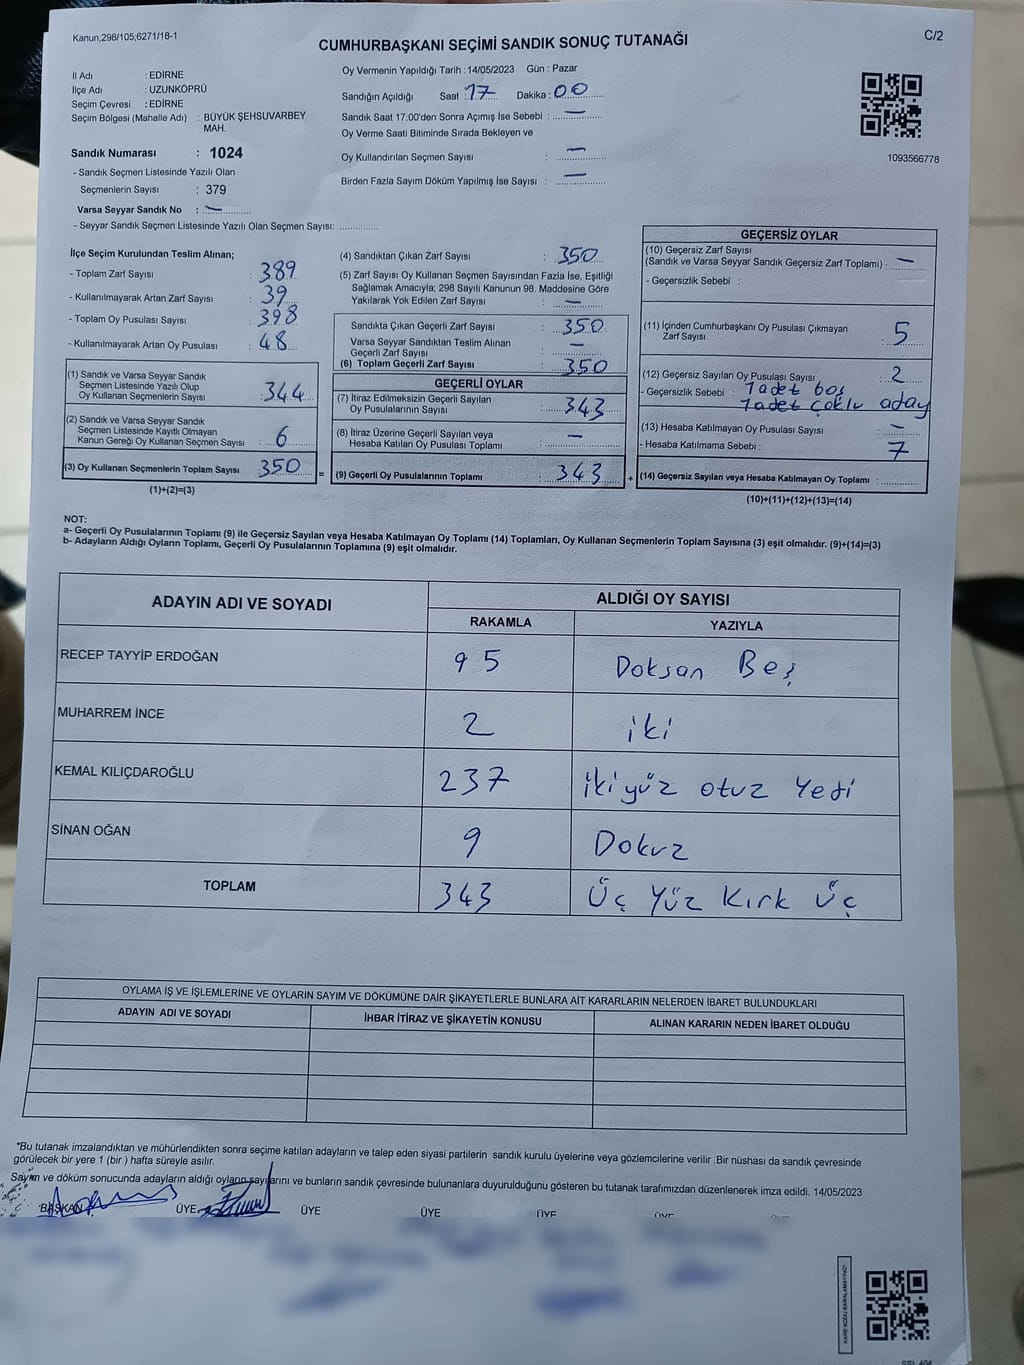 Kanun,298/105;6271/18-1
C/2
CUMHURBAŞKANI SEÇİMİ SANDIK SONUÇ TUTANAĞI
İl Adı : EDİRNE
İlçe Adı : UZUNKÖPRÜ
Seçim Çevresi : EDİRNE
Seçim Bölgesi (Mahalle Adı) : BÜYÜK ŞEHSUVARBEY
MAH.
Sandık Numarası : 1024
- Sandık Seçmen Listesinde Yazılı Olan
Seçmenlerin Sayısı : 379
Varsa Seyyar Sandık No : —
- Seyyar Sandık Seçmen Listesinde Yazılı Olan Seçmen Sayısı: ..............
Oy Vermenin Yapıldığı Tarih : 14/05/2023 Gün : Pazar
Sandığın Açıldığı Saat : 17 Dakika : 00
Sandık Saat 17:00'den Sonra Açımış İse Sebebi : —
Oy Verme Saati Bitiminde Sırada Bekleyen ve
Oy Kullandırılan Seçmen Sayısı : —
Birden Fazla Sayım Döküm Yapılmış İse Sayısı : —
1093566778
İlçe Seçim Kurulundan Teslim Alınan;
- Toplam Zarf Sayısı : 389
- Kullanılmayarak Artan Zarf Sayısı : 39
- Toplam Oy Pusulası Sayısı : 398
- Kullanılmayarak Artan Oy Pusulası : 48
(1) Sandık ve Varsa Seyyar Sandık
Seçmen Listesinde Yazılı Olup
Oy Kullanan Seçmenlerin Sayısı : 344
(2) Sandık ve Varsa Seyyar Sandık
Seçmen Listesinde Kayıtlı Olmayan
Kanun Gereği Oy Kullanan Seçmen Sayısı : 6
(3) Oy Kullanan Seçmenlerin Toplam Sayısı : 350 =
(1)+(2)=(3)
(4) Sandıktan Çıkan Zarf Sayısı : 350
(5) Zarf Sayısı Oy Kullanan Seçmen Sayısından Fazla İse, Eşitliği
Sağlamak Amacıyla; 298 Sayılı Kanunun 98. Maddesine Göre
Yakılarak Yok Edilen Zarf Sayısı : —
Sandıkta Çıkan Geçerli Zarf Sayısı : 350
Varsa Seyyar Sandıktan Teslim Alınan
Geçerli Zarf Sayısı : —
(6) Toplam Geçerli Zarf Sayısı : 350
GEÇERLİ OYLAR
(7) İtiraz Edilmeksizin Geçerli Sayılan
Oy Pusulalarının Sayısı : 343
(8) İtiraz Üzerine Geçerli Sayılan veya
Hesaba Katılan Oy Pusulası Toplamı : —
(9) Geçerli Oy Pusulalarının Toplamı : 343 +
GEÇERSİZ OYLAR
(10) Geçersiz Zarf Sayısı
(Sandık ve Varsa Seyyar Sandık Geçersiz Zarf Toplamı) : —
- Geçersizlik Sebebi :
(11) İçinden Cumhurbaşkanı Oy Pusulası Çıkmayan
Zarf Sayısı : 5
(12) Geçersiz Sayılan Oy Pusulası Sayısı : 2
- Geçersizlik Sebebi : 1 adet boş
1 adet çoklu aday
(13) Hesaba Katılmayan Oy Pusulası Sayısı : —
- Hesaba Katılmama Sebebi : 7
(14) Geçersiz Sayılan veya Hesaba Katılmayan Oy Toplamı : ............
(10)+(11)+(12)+(13)=(14)
NOT:
a- Geçerli Oy Pusulalarının Toplamı (9) ile Geçersiz Sayılan veya Hesaba Katılmayan Oy Toplamı (14) Toplamları, Oy Kullanan Seçmenlerin Toplam Sayısına (3) eşit olmalıdır. (9)+(14)=(3)
b- Adayların Aldığı Oyların Toplamı, Geçerli Oy Pusulalarının Toplamına (9) eşit olmalıdır.
ADAYIN ADI VE SOYADI
ALDIĞI OY SAYISI
RAKAMLA YAZIYLA
RECEP TAYYİP ERDOĞAN 95 Doksan Beş
MUHARREM İNCE 2 iki
KEMAL KILIÇDAROĞLU 237 ikiyüz otuz Yedi
SİNAN OĞAN 9 Dokuz
TOPLAM 343 Üç Yüz Kırk üç
OYLAMA İŞ VE İŞLEMLERİNE VE OYLARIN SAYIM VE DÖKÜMÜNE DAİR ŞİKAYETLERLE BUNLARA AİT KARARLARIN NELERDEN İBARET BULUNDUKLARI
ADAYIN ADI VE SOYADI İHBAR İTİRAZ VE ŞİKAYETİN KONUSU ALINAN KARARIN NEDEN İBARET OLDUĞU
*Bu tutanak imzalandıktan ve mühürlendikten sonra seçime katılan adayların ve talep eden siyasi partilerin sandık kurulu üyelerine veya gözlemcilerine verilir .Bir nüshası da sandık çevresinde
görülecek bir yere 1 (bir ) hafta süreyle asılır.
Sayım ve döküm sonucunda adayların aldığı oyların sayılarını ve bunların sandık çevresinde bulunanlara duyurulduğunu gösteren bu tutanak tarafımızdan düzenlenerek imza edildi. 14/05/2023
BAŞKAN ÜYE ÜYE ÜYE ÜYE ÜYE